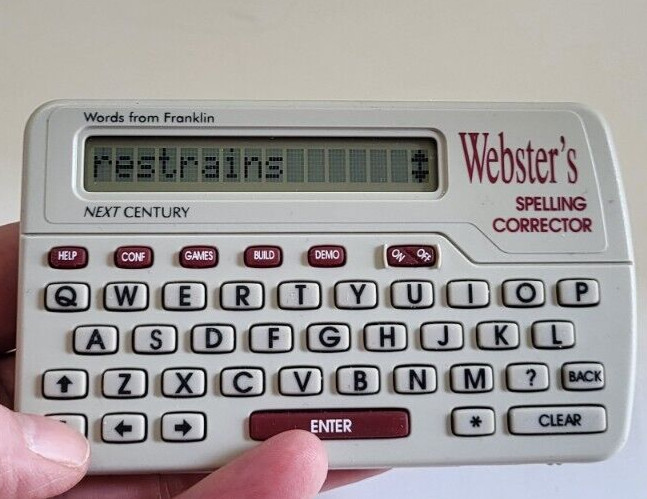 Words from Franklin
restrains
Webster's
SPELLING
CORRECTOR
NEXT CENTURY
HELP CONF GAMES BUILD DEMO ON OFF
Q W E R T Y U I O P
A S D F G H J K L
Z X C V B N M ? BACK
ENTER * CLEAR